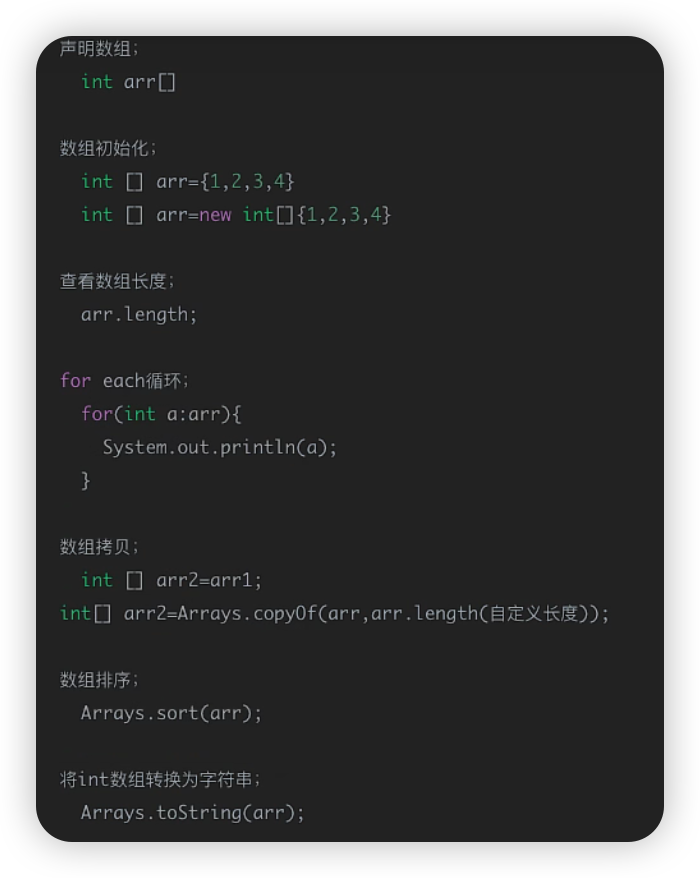 声明数组;
int arr[]
数组初始化;
int [] arr={1,2,3,4}
int [] arr=new int[]{1,2,3,4}
查看数组长度;
arr.length;
for each循环;
for(int a:arr){
System.out.println(a);
}
数组拷贝;
int [] arr2=arr1;
int[] arr2=Arrays.copyOf(arr,arr.length(自定义长度));
数组排序;
Arrays.sort(arr);
将int数组转换为字符串;
Arrays.toString(arr);